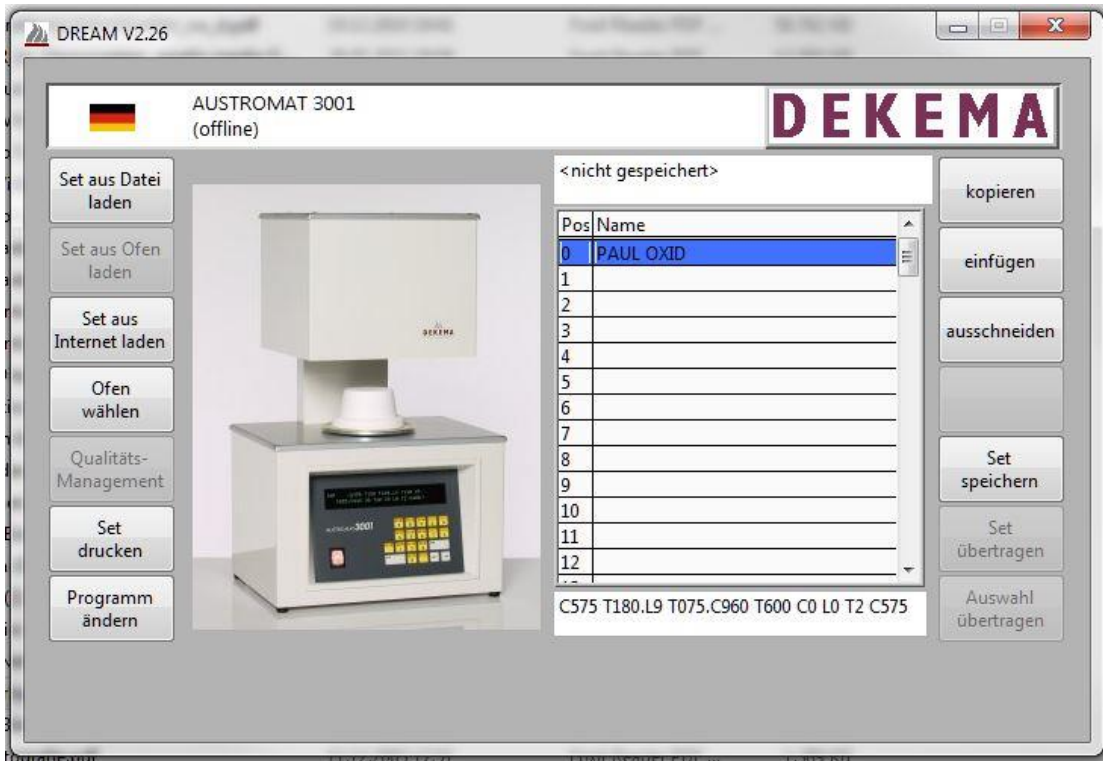 DREAM V2.26
AUSTROMAT 3001
(offline)
DEKEMA
Set aus Datei
laden
Set aus Ofen
laden
Set aus
Internet laden
Ofen
wählen
Qualitäts-
Management
Set
drucken
Programm
ändern
DEKEMA
3001
<nicht gespeichert>
Pos Name
0 PAUL OXID
1
2
3
4
5
6
7
8
9
10
11
12
C575 T180.L9 T075.C960 T600 C0 L0 T2 C575
kopieren
einfügen
ausschneiden
Set
speichern
Set
übertragen
Auswahl
übertragen